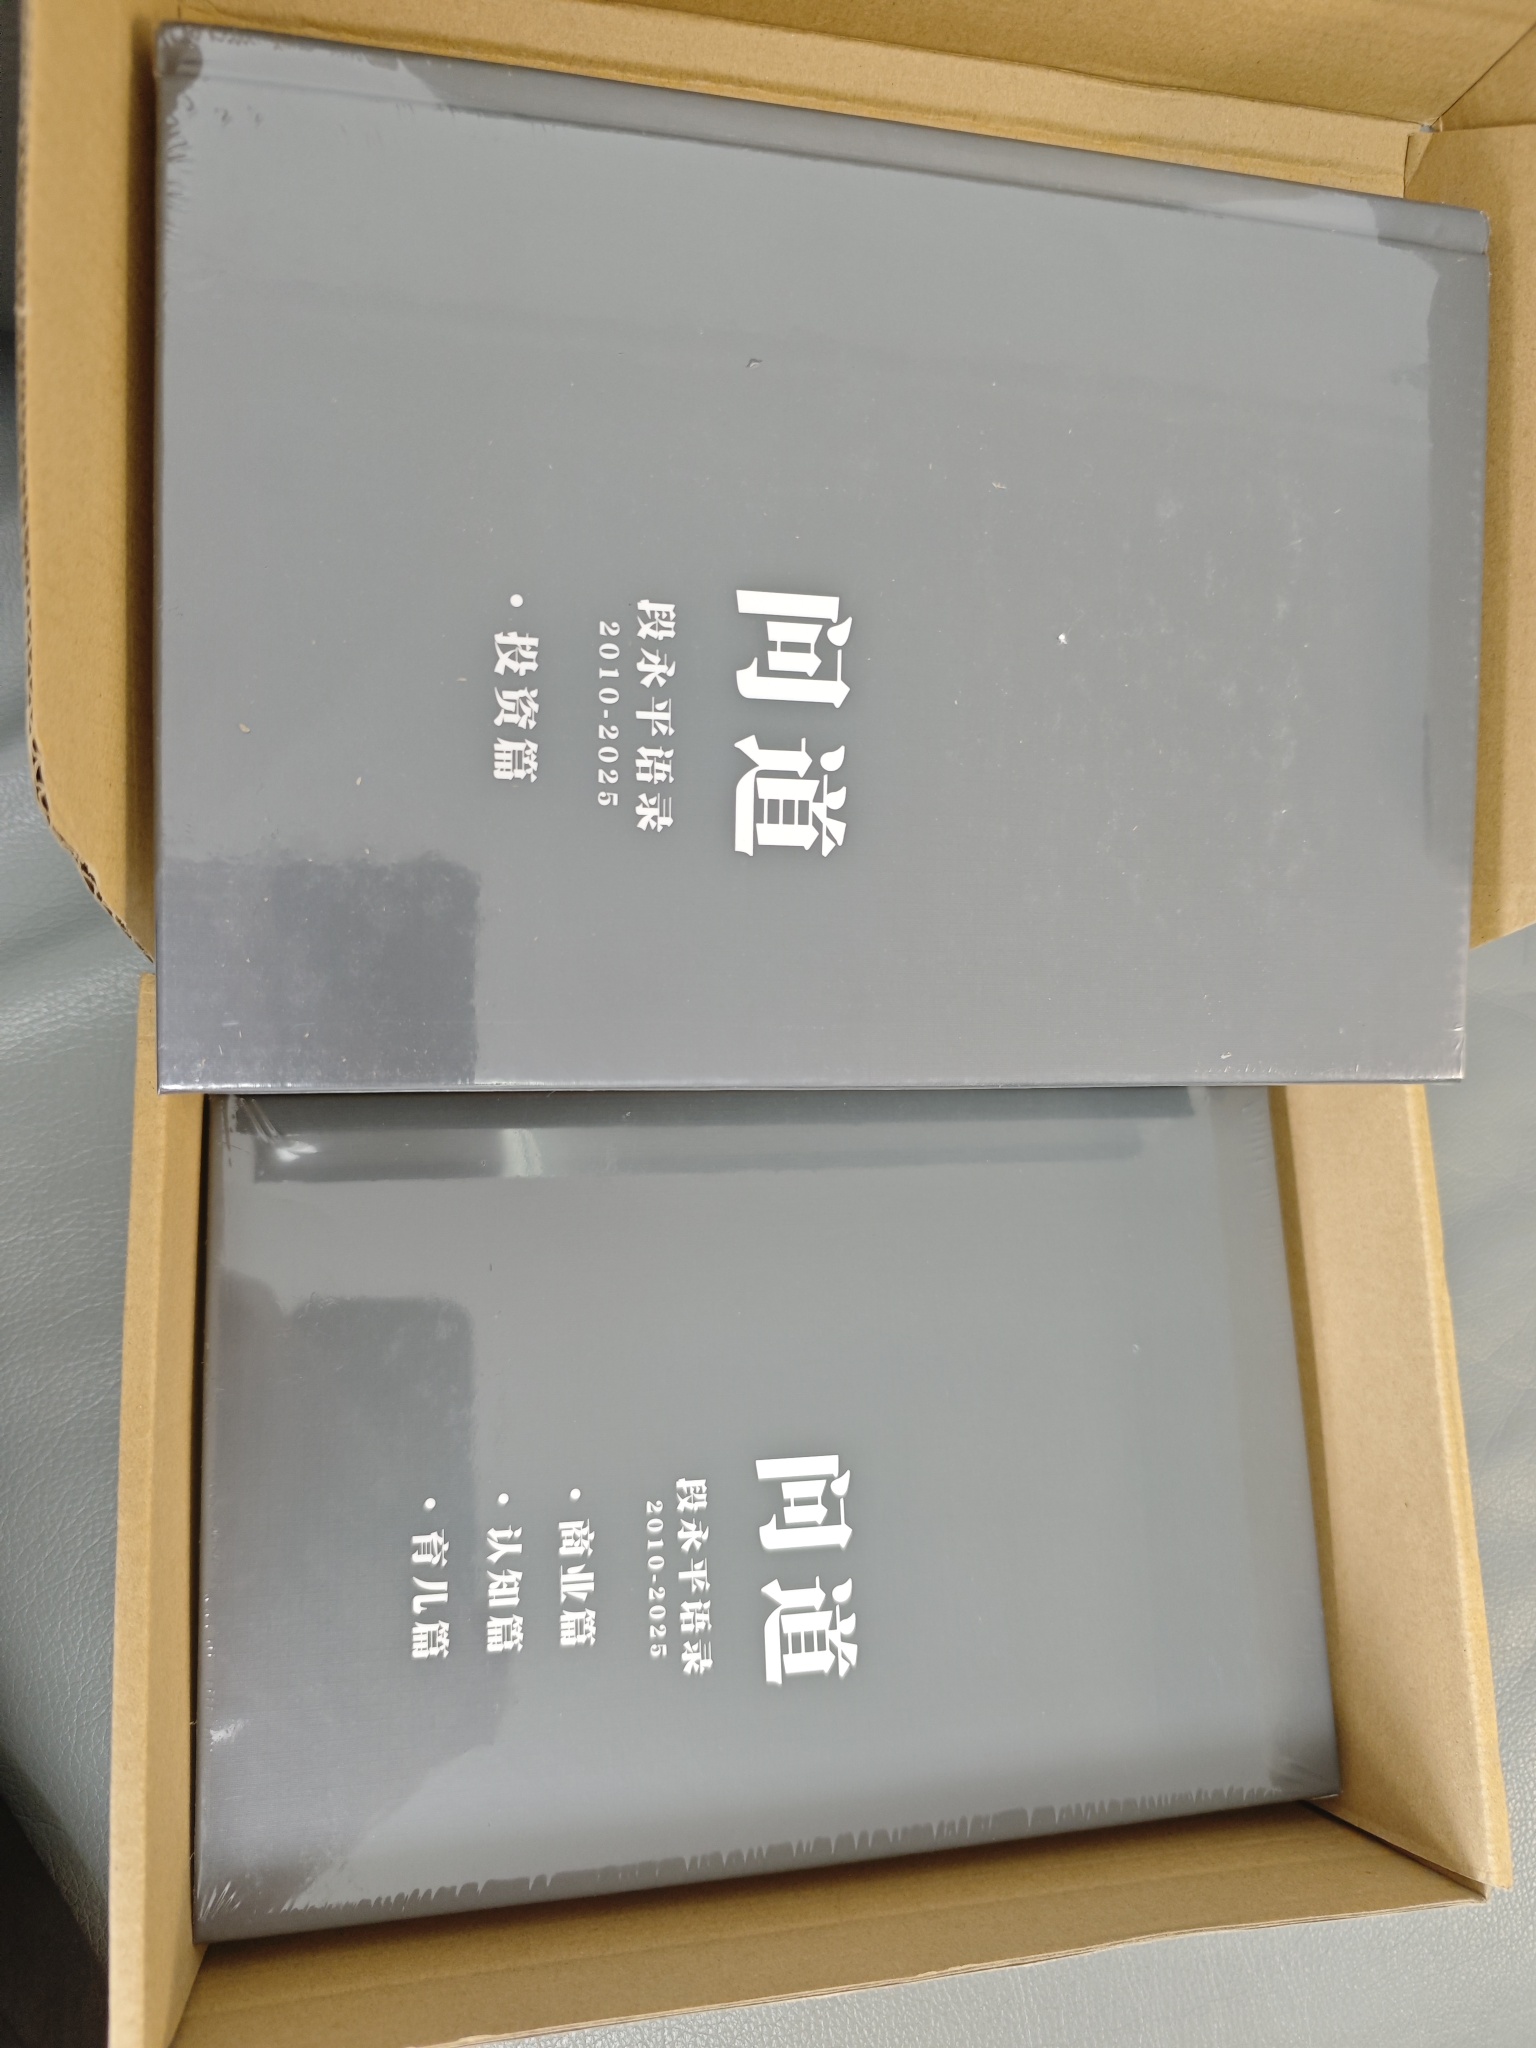 问道
段永平语录
2010-2025
• 投资篇
问道
段永平语录
2010-2025
• 商业篇
• 认知篇
• 育儿篇